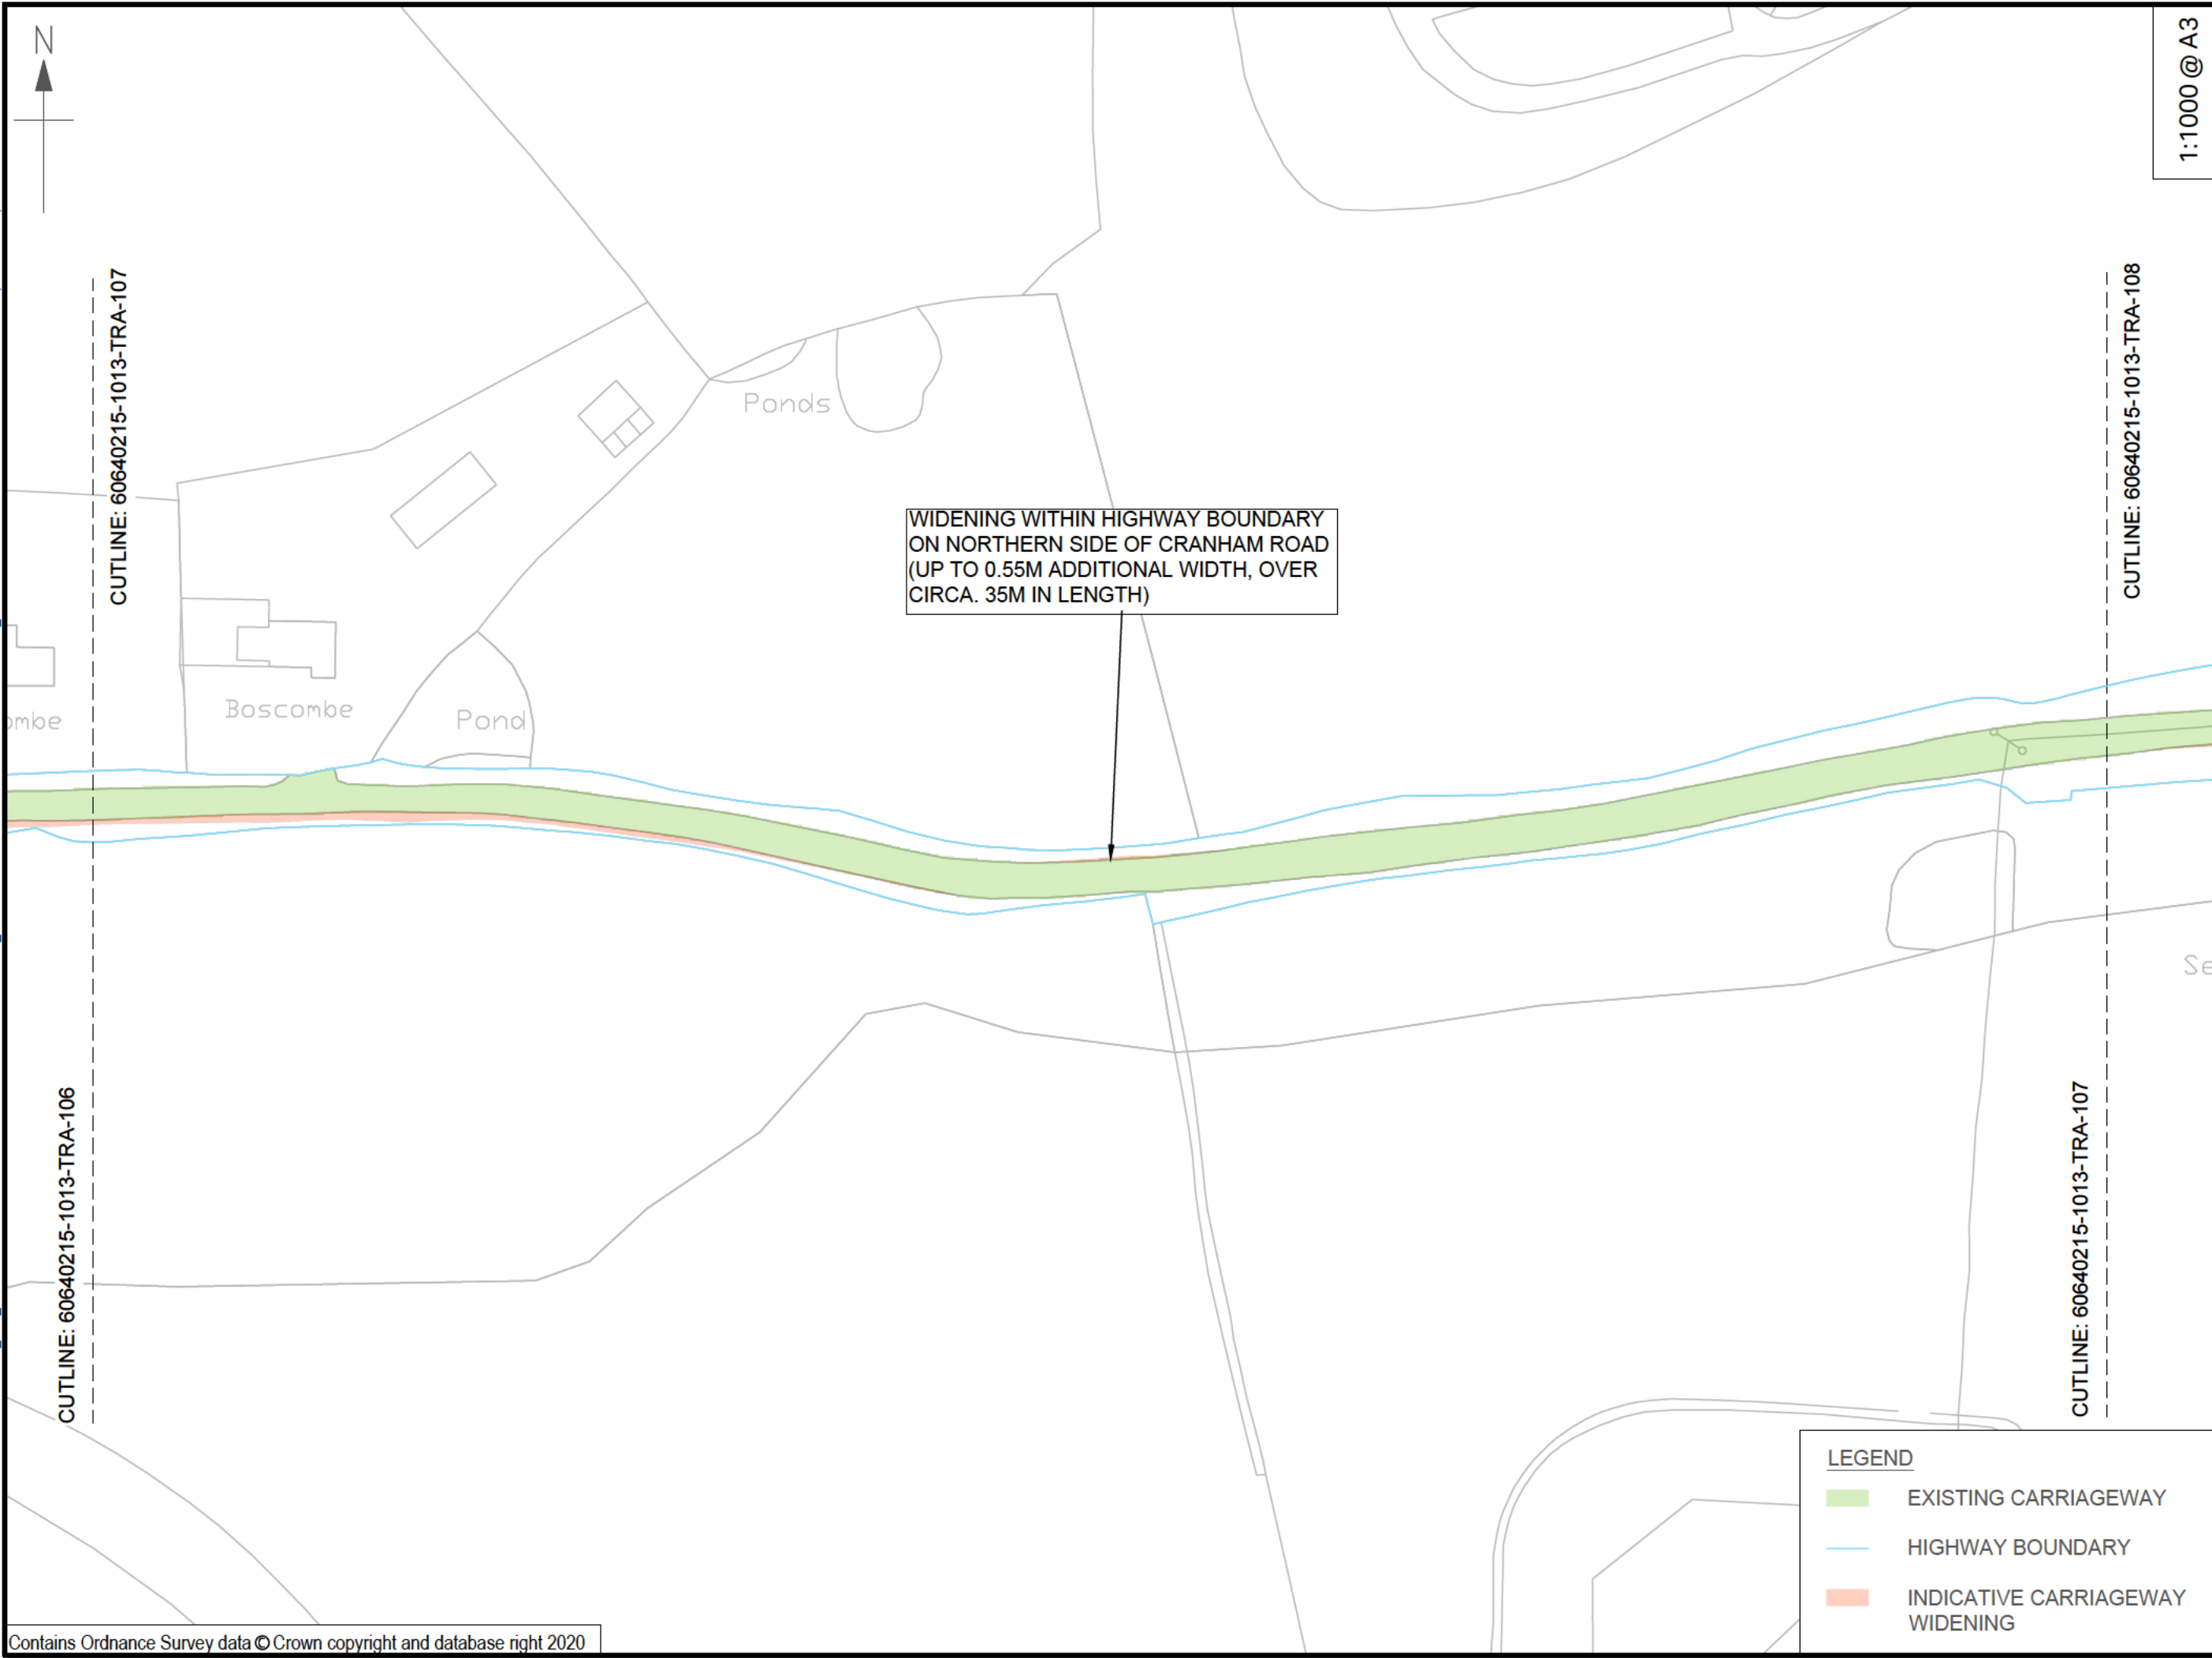 N
1:1000 @ A3
CUTLINE: 60640215-1013-TRA-107
CUTLINE: 60640215-1013-TRA-108
Ponds
WIDENING WITHIN HIGHWAY BOUNDARY
ON NORTHERN SIDE OF CRANHAM ROAD
(UP TO 0.55M ADDITIONAL WIDTH, OVER
CIRCA. 35M IN LENGTH)
ombe
Boscombe
Pond
Se
CUTLINE: 60640215-1013-TRA-106
CUTLINE: 60640215-1013-TRA-107
LEGEND
EXISTING CARRIAGEWAY
HIGHWAY BOUNDARY
INDICATIVE CARRIAGEWAY
WIDENING
Contains Ordnance Survey data © Crown copyright and database right 2020